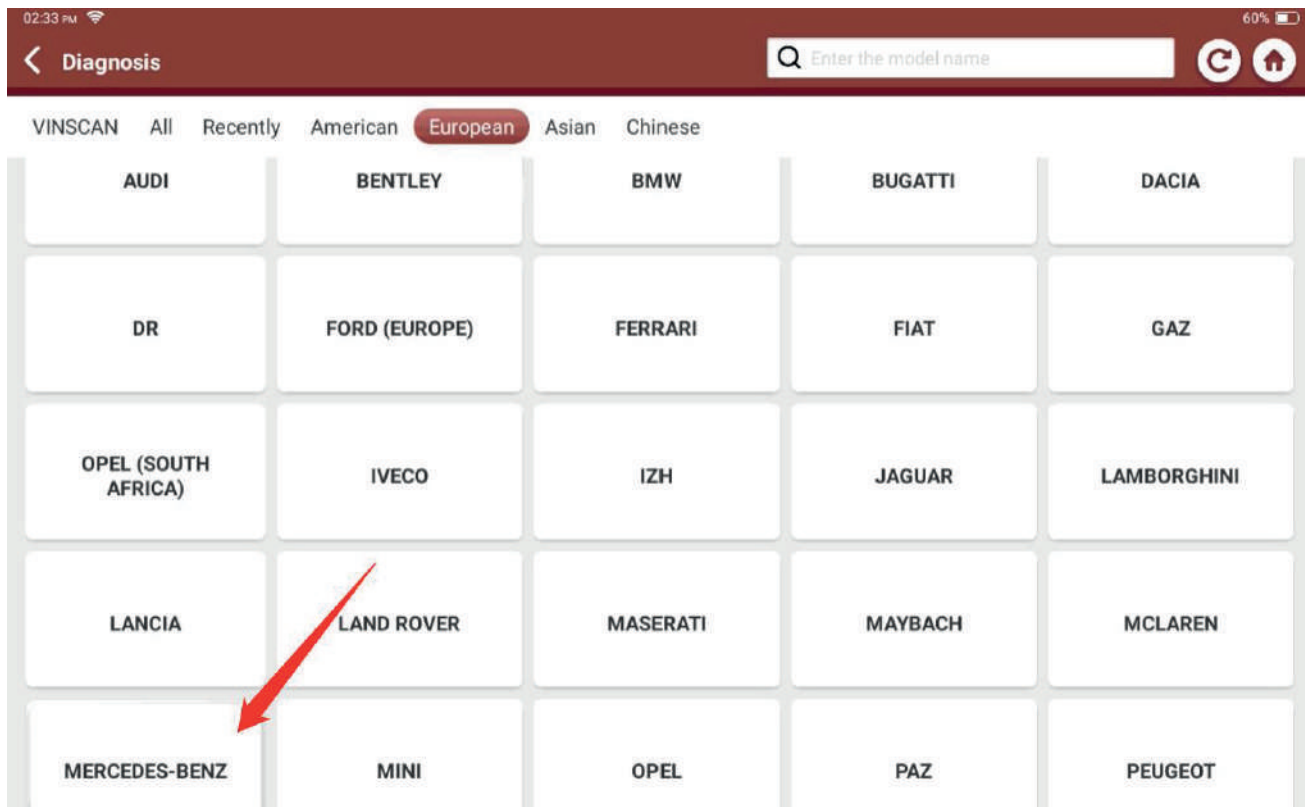 02:33 PM
60%
Diagnosis
Enter the model name
VINSCAN All Recently American European Asian Chinese
AUDI BENTLEY BMW BUGATTI DACIA
DR FORD (EUROPE) FERRARI FIAT GAZ
OPEL (SOUTH
AFRICA) IVECO IZH JAGUAR LAMBORGHINI
LANCIA LAND ROVER MASERATI MAYBACH MCLAREN
MERCEDES-BENZ MINI OPEL PAZ PEUGEOT